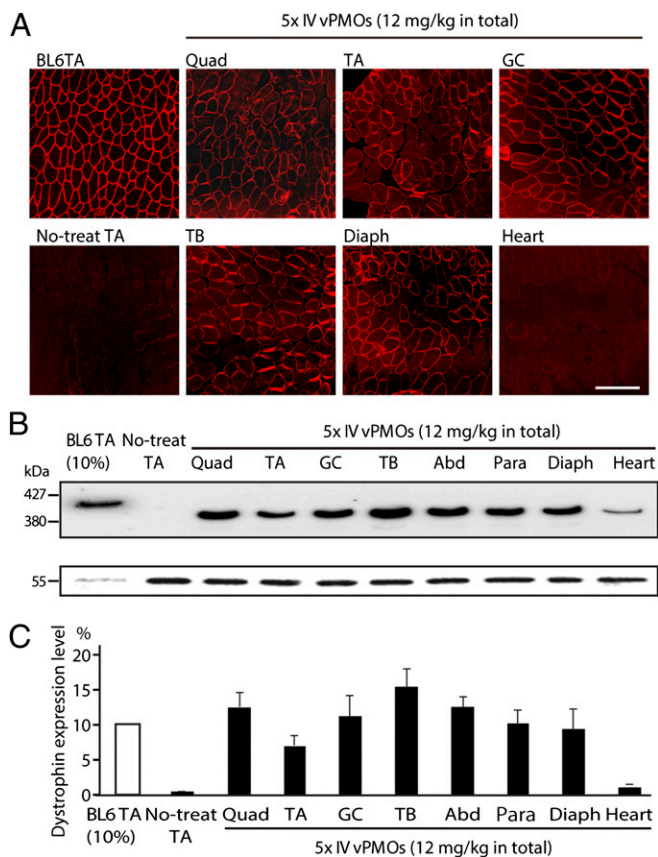 A
5x IV vPMOs (12 mg/kg in total)
BL6TA Quad TA GC
No-treat TA TB Diaph Heart
B
5x IV vPMOs (12 mg/kg in total)
BL6 TA No-treat
(10%) TA Quad TA GC TB Abd Para Diaph Heart
kDa
427
380
55
C
%
Dystrophin expression level
20
15
10
5
0
BL6 TA No-treat Quad TA GC TB Abd Para Diaph Heart
(10%) TA
5x IV vPMOs (12 mg/kg in total)